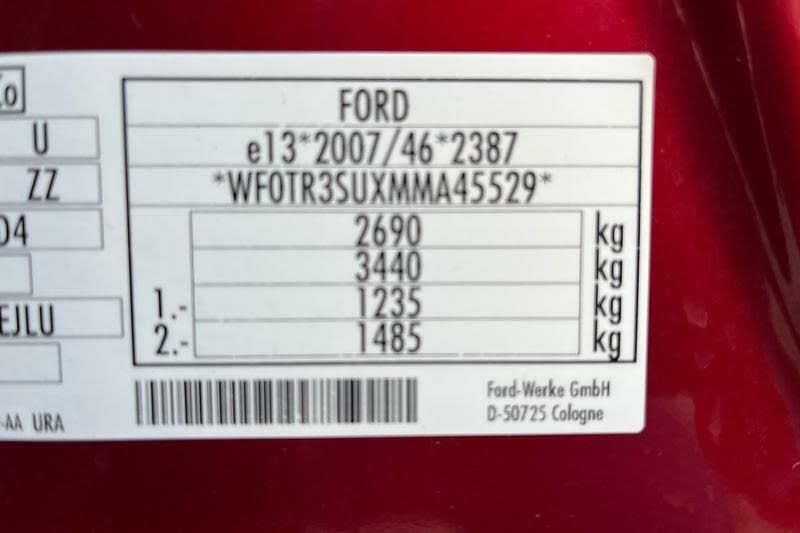 U
ZZ
04
EJLU
-AA URA
FORD
e13*2007/46*2387
*WF0TR3SUXMMA45529*
2690 kg
3440 kg
1.- 1235 kg
2.- 1485 kg
Ford-Werke GmbH
D-50725 Cologne